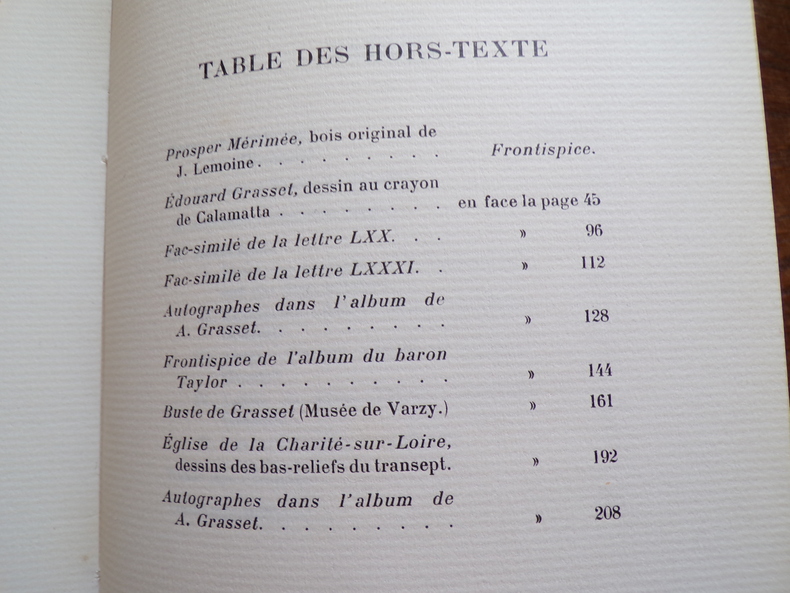 TABLE DES HORS-TEXTE
Prosper Mérimée, bois original de
J. Lemoine . . . . . . . . . Frontispice.
Édouard Grasset, dessin au crayon
de Calamatta . . . . . . . . en face la page 45
Fac-similé de la lettre LXX. . . » 96
Fac-similé de la lettre LXXXI. . » 112
Autographes dans l'album de
A. Grasset. . . . . . . . . » 128
Frontispice de l'album du baron
Taylor . . . . . . . . . » 144
Buste de Grasset (Musée de Varzy.) » 161
Église de la Charité-sur-Loire,
dessins des bas-reliefs du transept. » 192
Autographes dans l'album de
A. Grasset. . . . . . . . . » 208